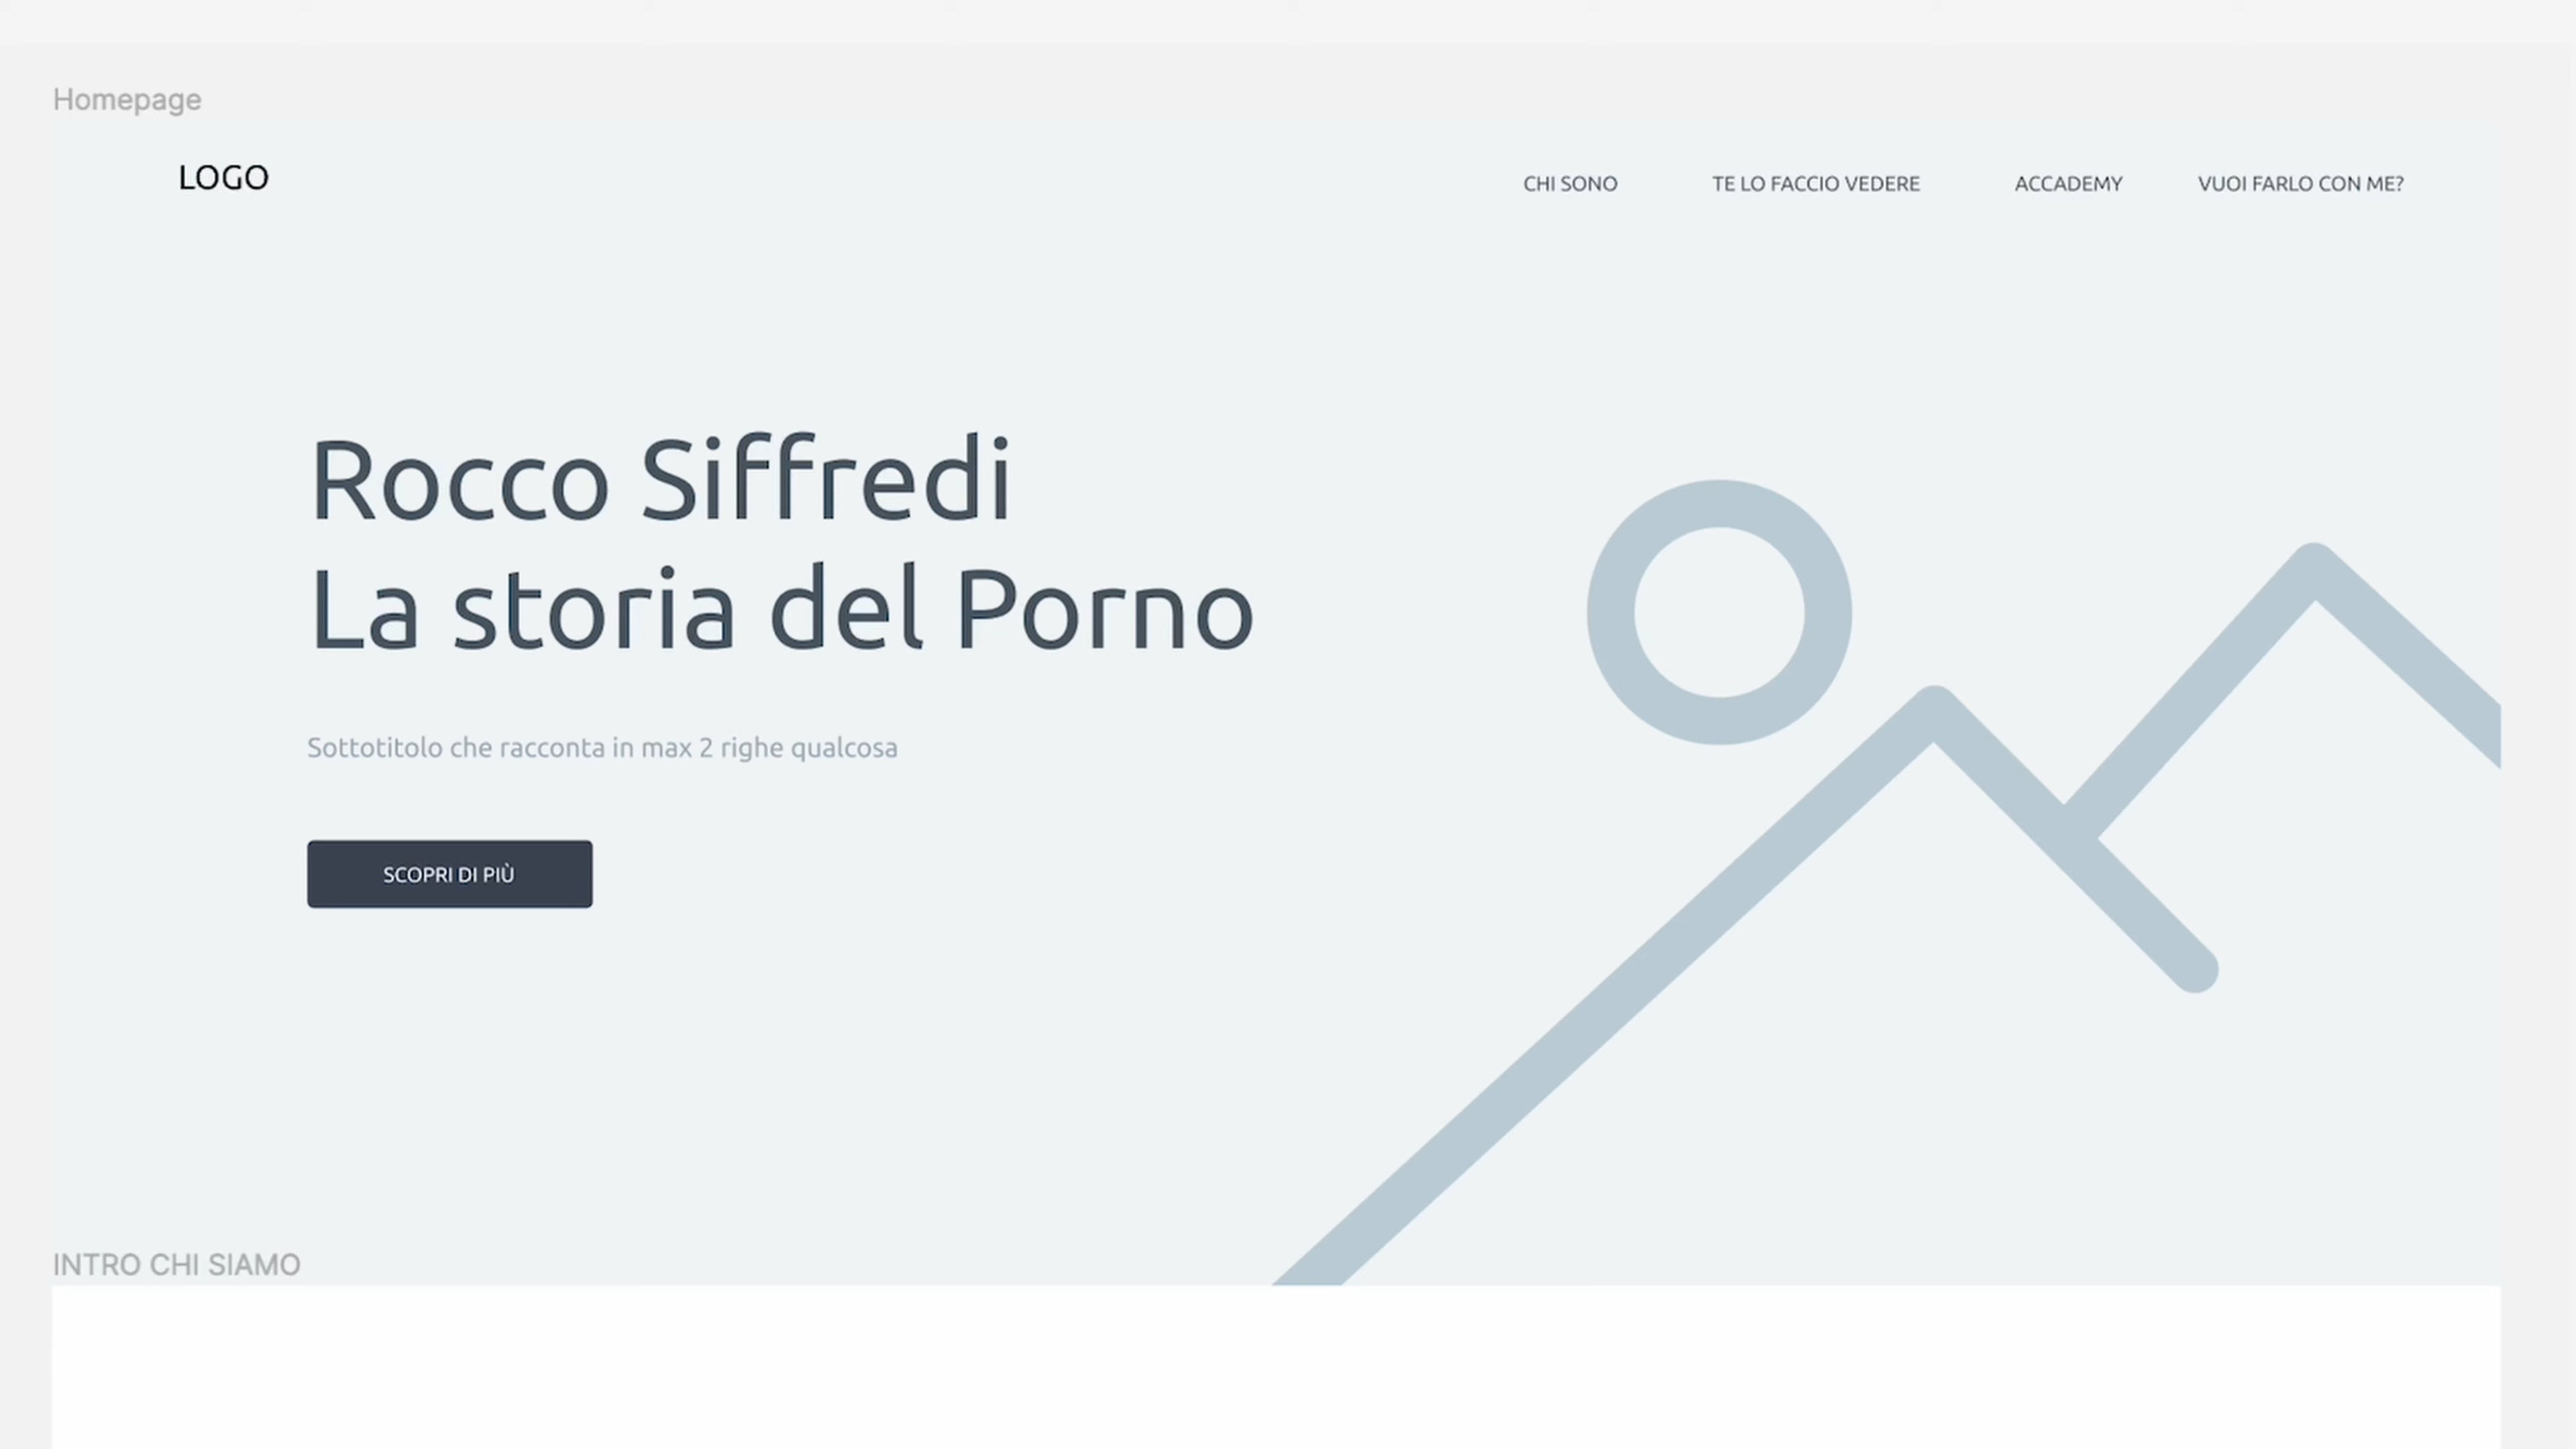 Homepage
LOGO
CHI SONO
TE LO FACCIO VEDERE
ACCADEMY
VUOI FARLO CON ME?
Rocco Siffredi
La storia del Porno
Sottotitolo che racconta in max 2 righe qualcosa
SCOPRI DI PIÙ
INTRO CHI SIAMO